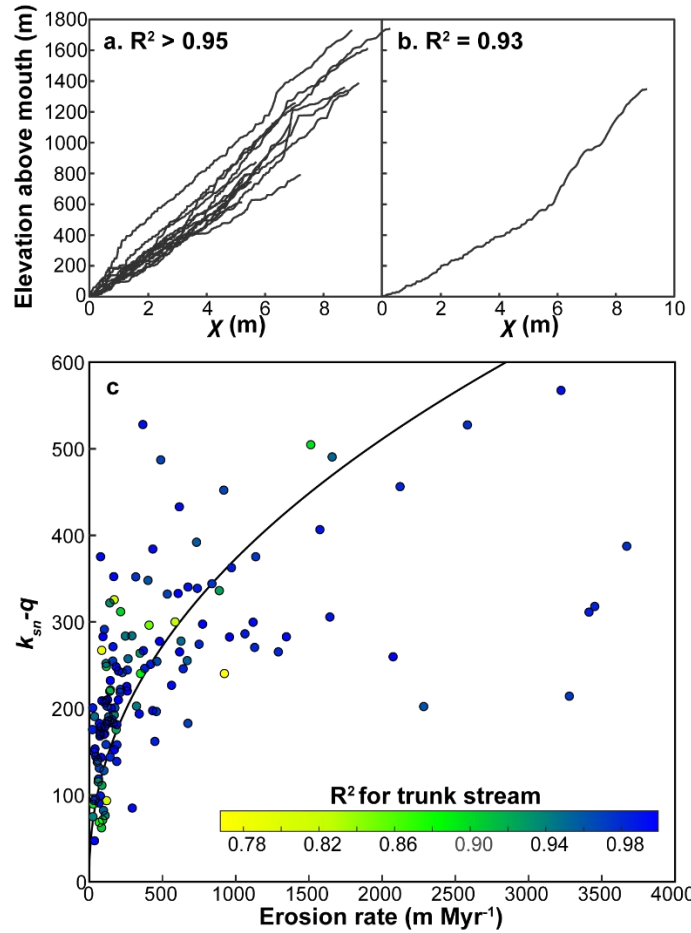 a. R² > 0.95
b. R² = 0.93
Elevation above mouth (m)
1800
1600
1400
1200
1000
800
600
400
200
0
0 2 4 6 8 0 2 4 6 8 10
χ (m)
χ (m)
c
600
500
400
300
200
100
0
k_sn-q
R² for trunk stream
0.78 0.82 0.86 0.90 0.94 0.98
0 500 1000 1500 2000 2500 3000 3500 4000
Erosion rate (m Myr⁻¹)